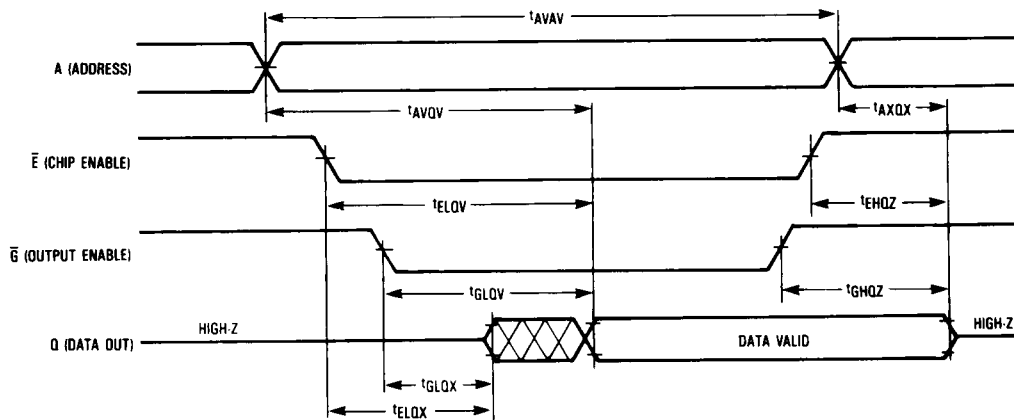 tAVAV
A (ADDRESS)
tAVQV
tAXQX
E̅ (CHIP ENABLE)
tELQV
tEHQZ
G̅ (OUTPUT ENABLE)
tGLQV
tGHQZ
Q (DATA OUT)
HIGH-Z
DATA VALID
HIGH-Z
tGLQX
tELQX